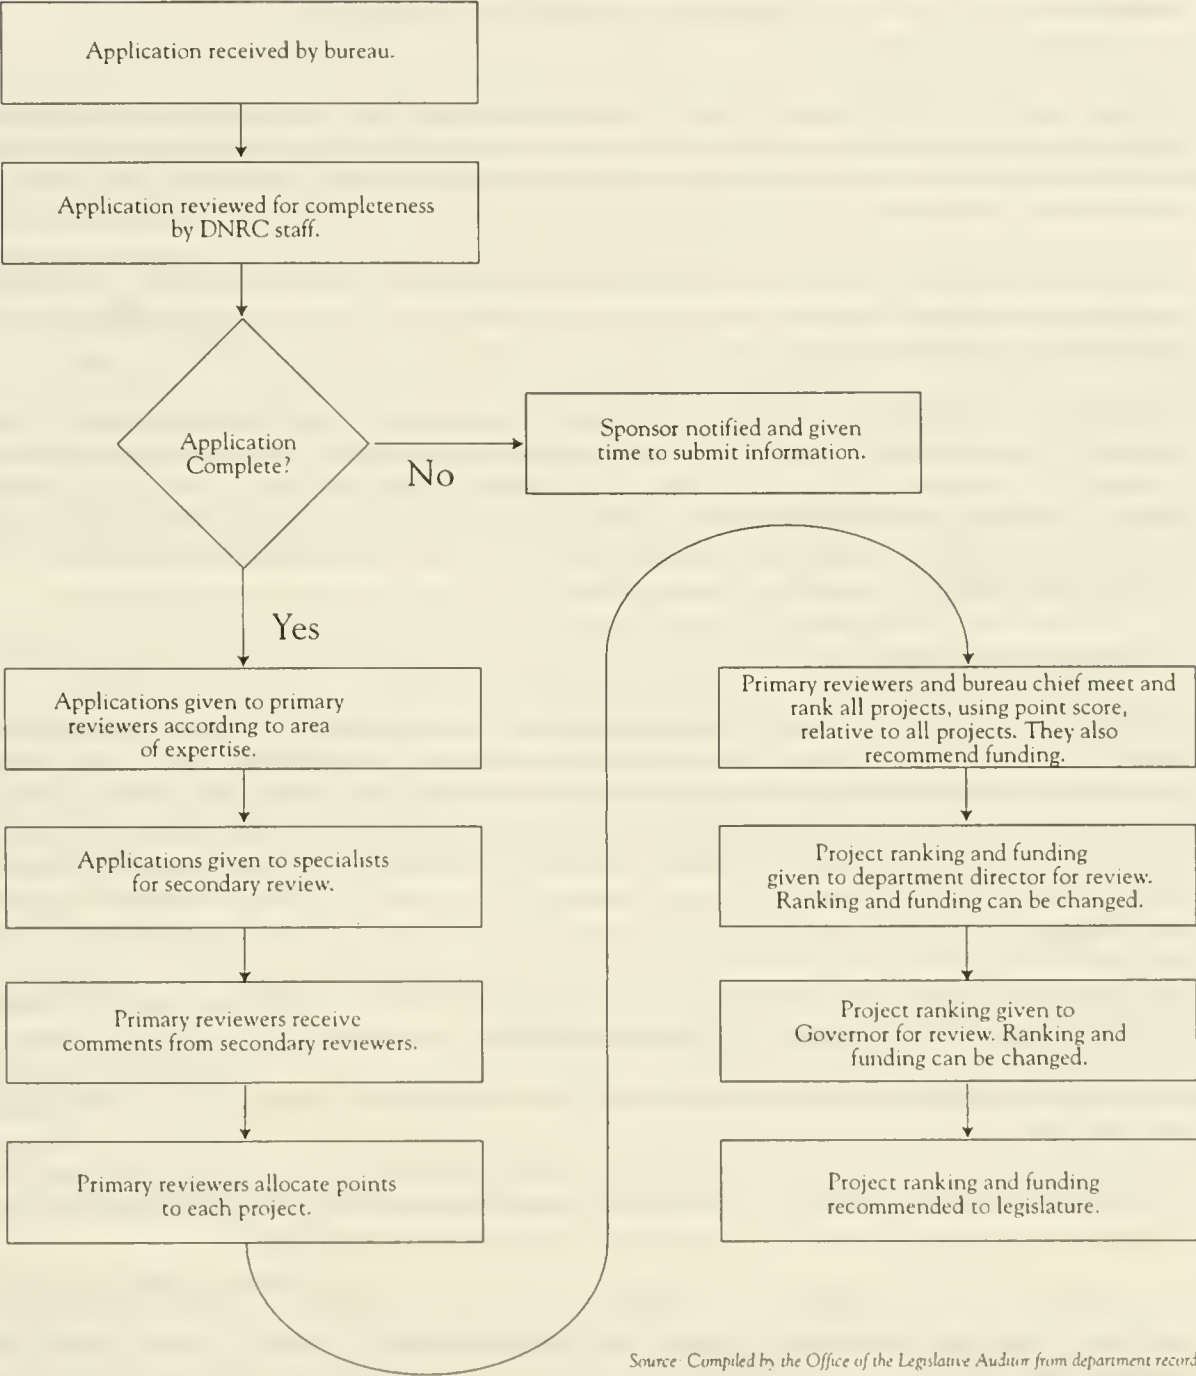 Application received by bureau.
Application reviewed for completeness
by DNRC staff.
Application
Complete?
No
Sponsor notified and given
time to submit information.
Yes
Applications given to primary
reviewers according to area
of expertise.
Applications given to specialists
for secondary review.
Primary reviewers receive
comments from secondary reviewers.
Primary reviewers allocate points
to each project.
Primary reviewers and bureau chief meet and
rank all projects, using point score,
relative to all projects. They also
recommend funding.
Project ranking and funding
given to department director for review.
Ranking and funding can be changed.
Project ranking given to
Governor for review. Ranking and
funding can be changed.
Project ranking and funding
recommended to legislature.
Source: Compiled by the Office of the Legislative Auditor from department record